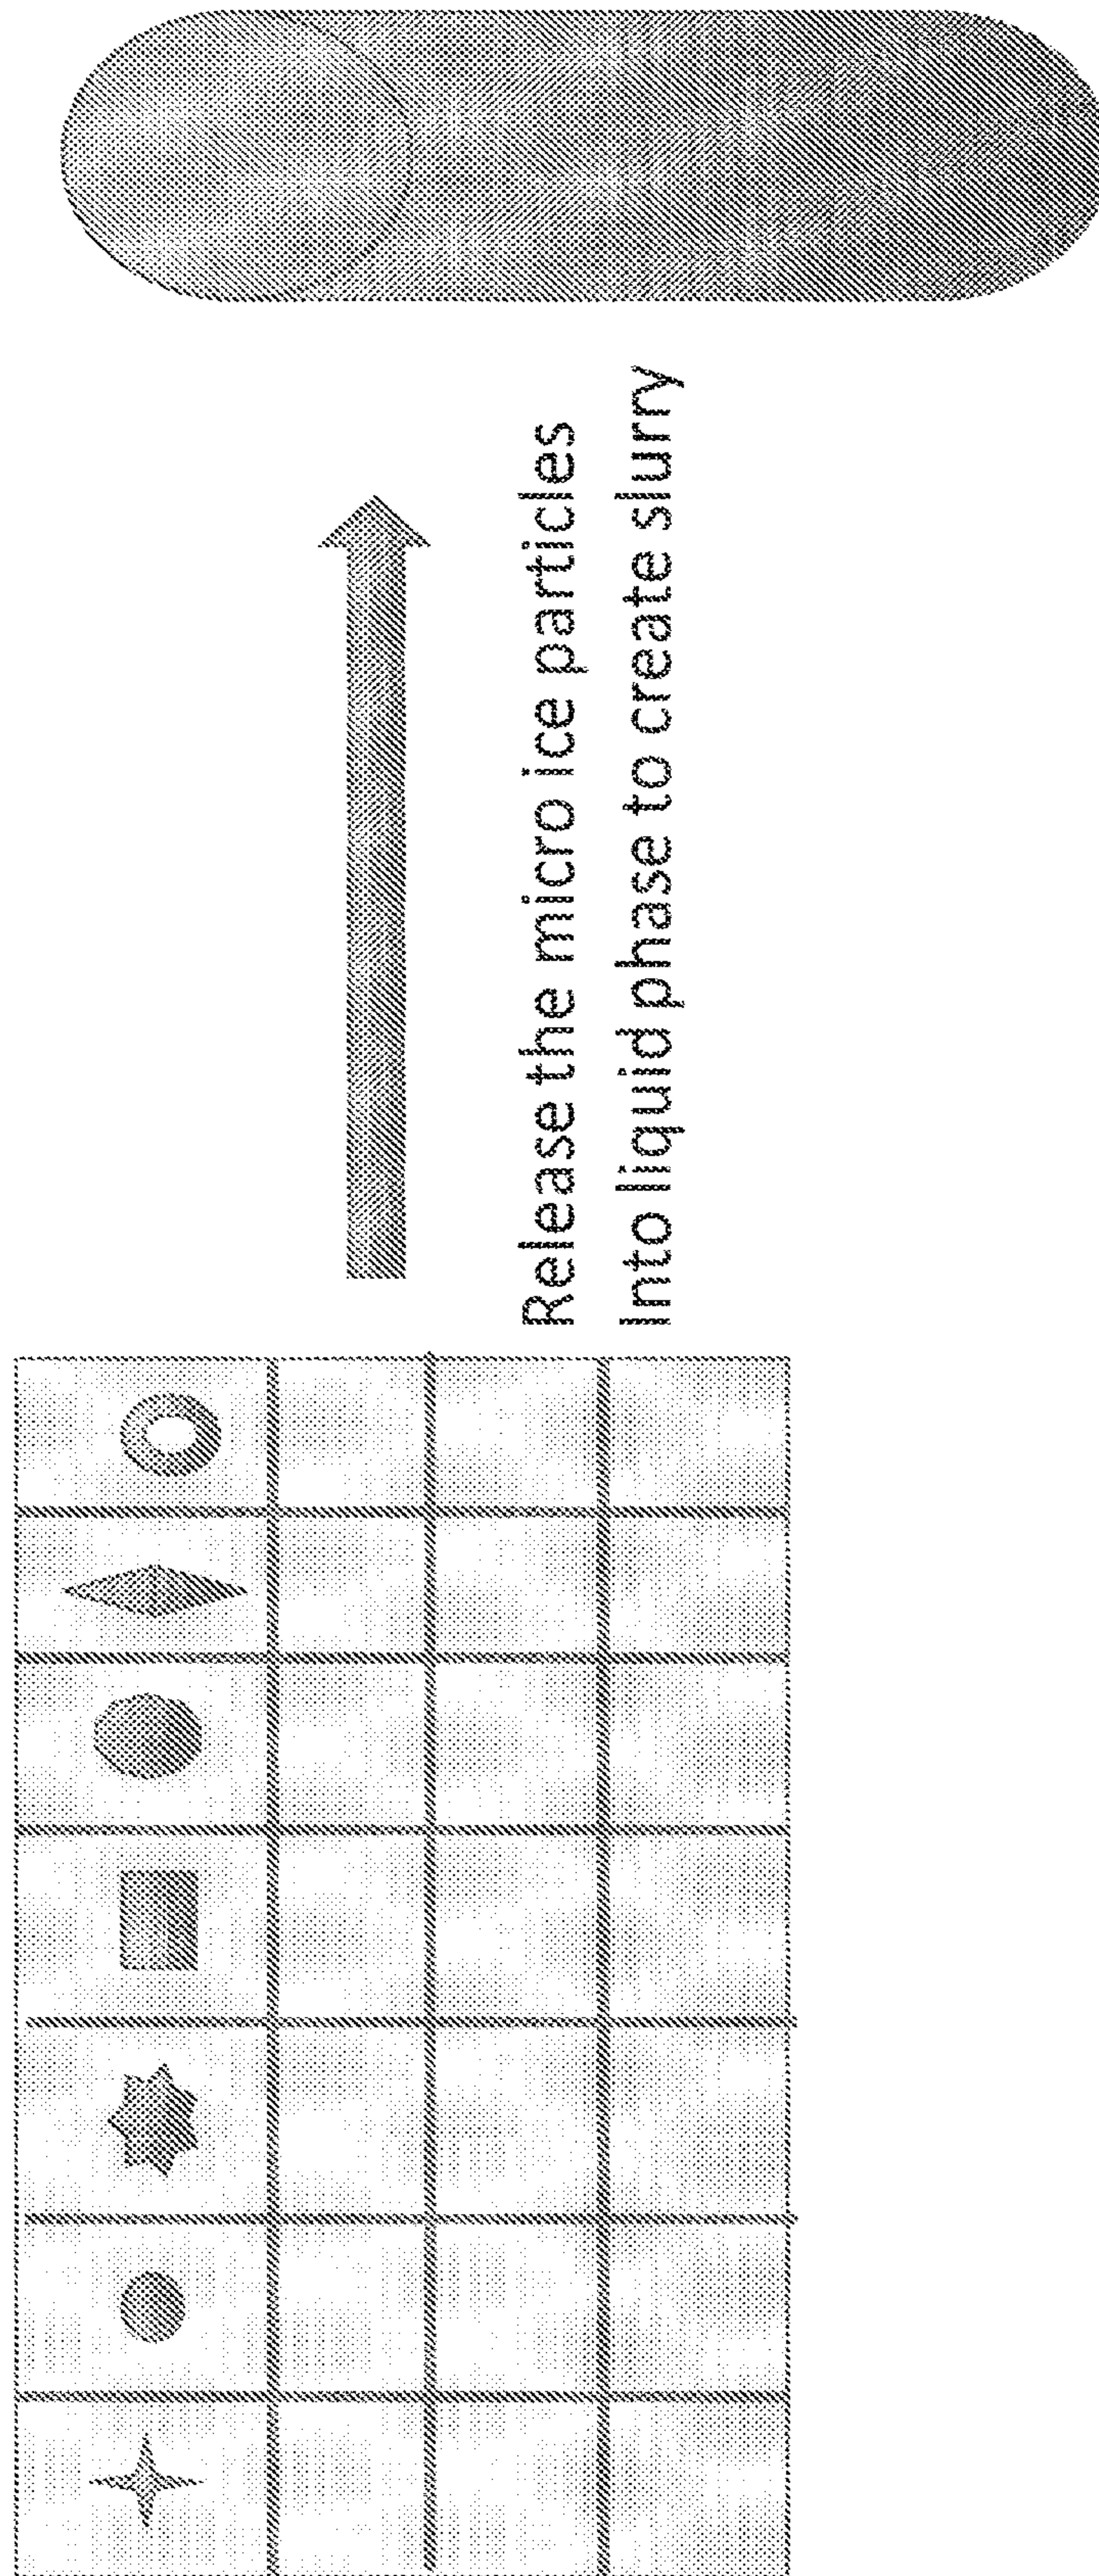 Release the micro ice particles
Into liquid phase to create slurry